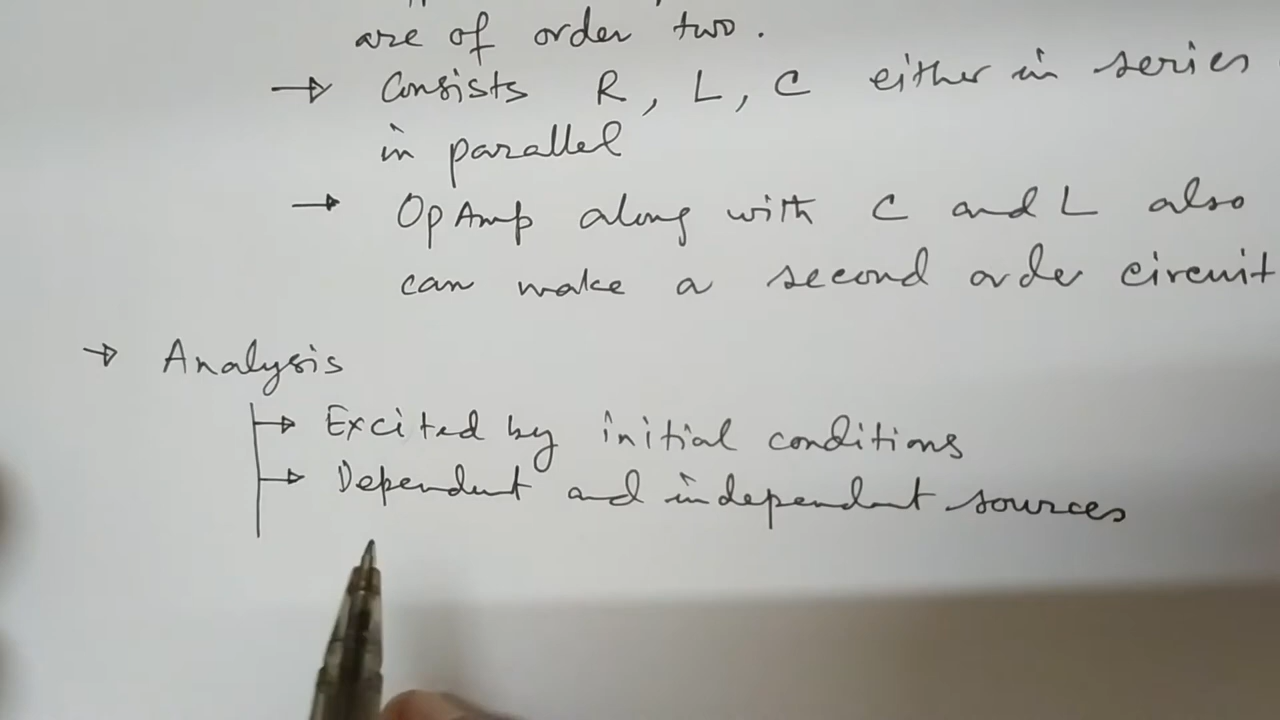 are of order two.
→ Consists R, L, C either in series
in parallel
→ OpAmp along with C and L also
can make a second order circuit
→ Analysis
→ Excited by initial conditions
→ Dependent and independent sources